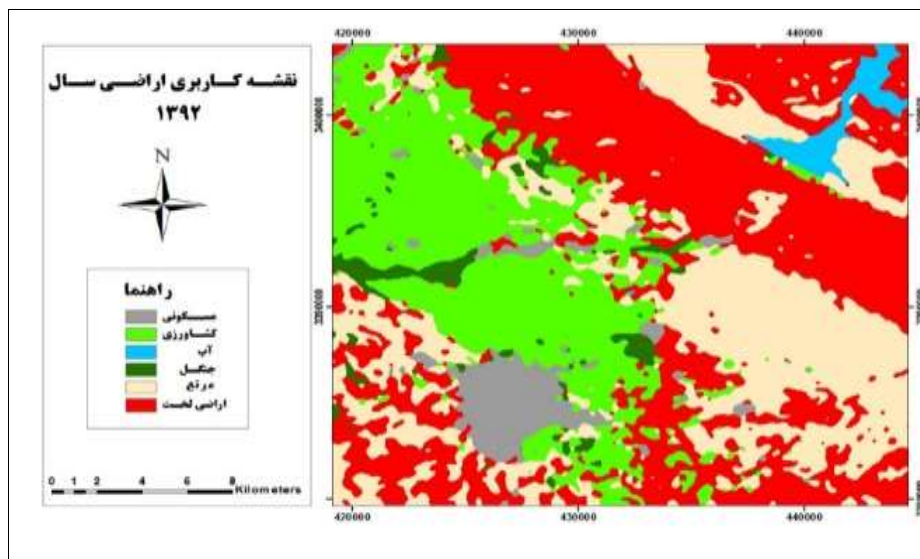 نقشه کاربری اراضی سال
۱۳۹۲
N
راهنما
مسکونی
کشاورزی
آب
جنگل
مرتع
اراضی لخت
0 1 2 4 6 8
Kilometers
420000 430000 440000
420000 430000 440000